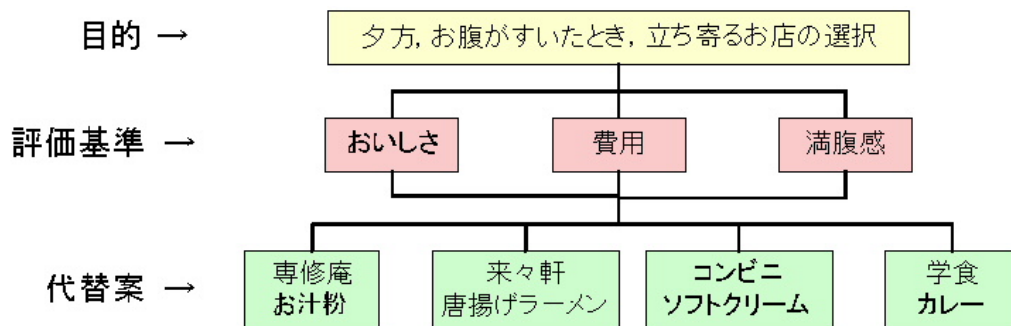 目的 →
夕方, お腹がすいたとき, 立ち寄るお店の選択
評価基準 →
おいしさ
費用
満腹感
代替案 →
専修庵
お汁粉
来々軒
唐揚げラーメン
コンビニ
ソフトクリーム
学食
カレー